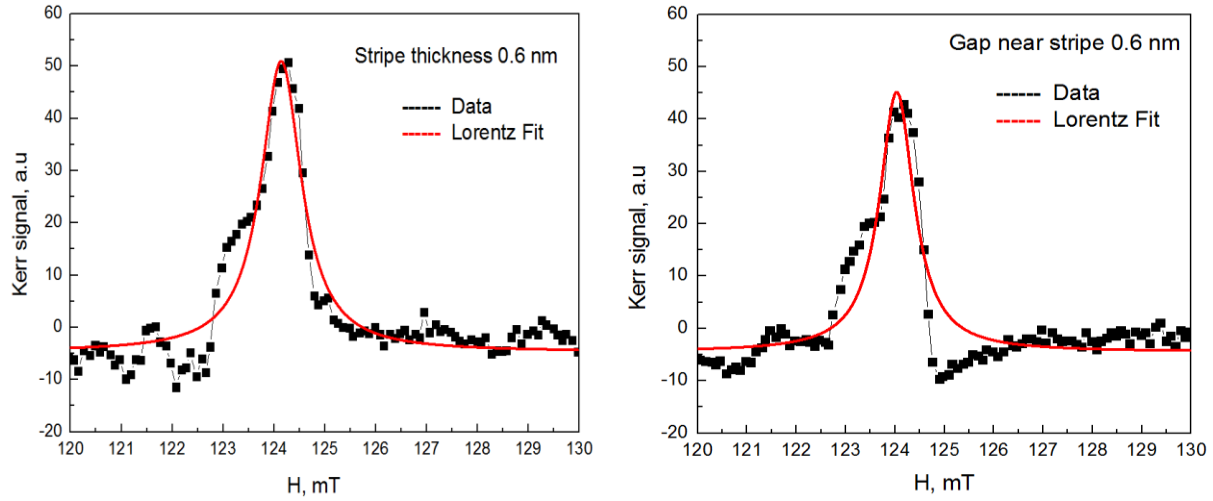 60
50
40
30
20
10
0
-10
-20
120 121 122 123 124 125 126 127 128 129 130
Kerr signal, a.u
H, mT
Stripe thickness 0.6 nm
Data
Lorentz Fit
60
50
40
30
20
10
0
-10
-20
120 121 122 123 124 125 126 127 128 129 130
Kerr signal, a.u
H, mT
Gap near stripe 0.6 nm
Data
Lorentz Fit